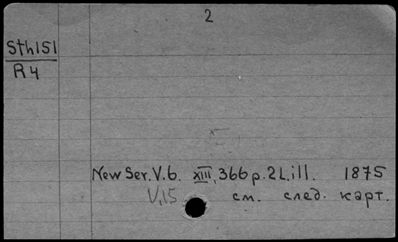 2
Sth151
R4
New Ser. V.6. XIII, 366 p. 2 L. ill. 1875
V.15 см. след. карт.